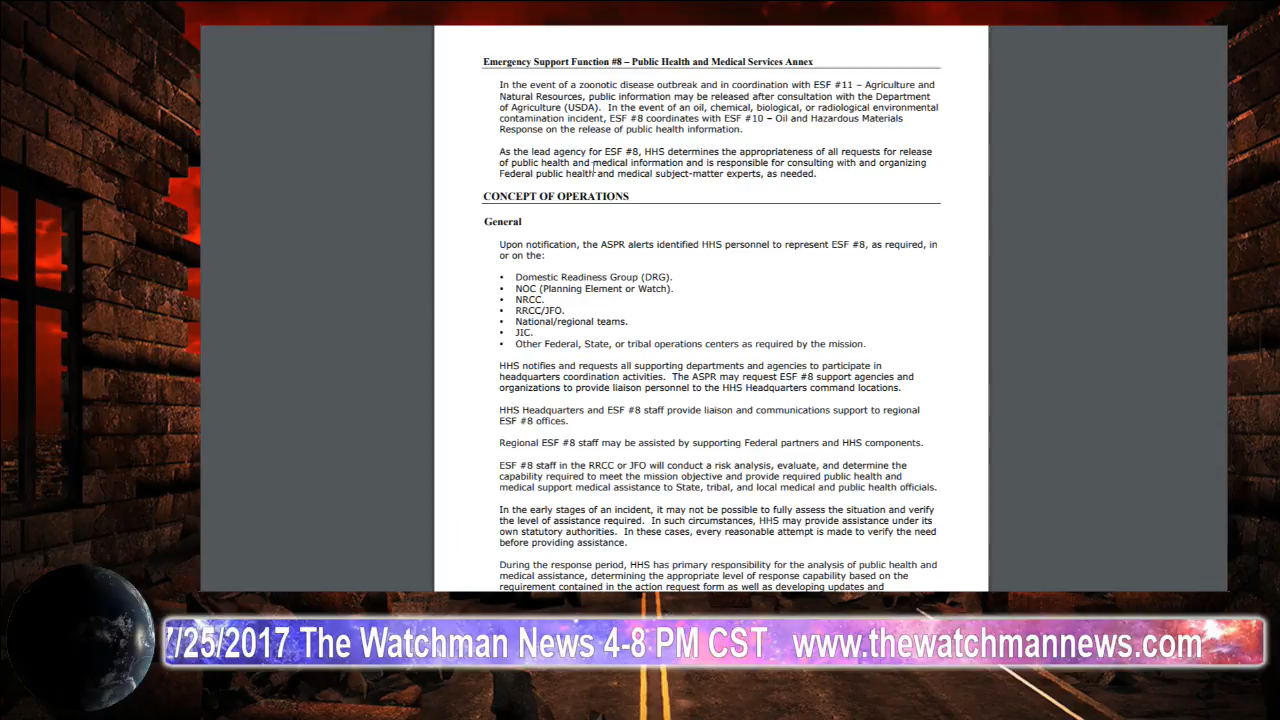 Emergency Support Function #8 – Public Health and Medical Services Annex
In the event of a zoonotic disease outbreak and in coordination with ESF #11 – Agriculture and
Natural Resources, public information may be released after consultation with the Department
of Agriculture (USDA).  In the event of an oil, chemical, biological, or radiological environmental
contamination incident, ESF #8 coordinates with ESF #10 – Oil and Hazardous Materials
Response on the release of public health information.
As the lead agency for ESF #8, HHS determines the appropriateness of all requests for release
of public health and medical information and is responsible for consulting with and organizing
Federal public health and medical subject-matter experts, as needed.
CONCEPT OF OPERATIONS
General
Upon notification, the ASPR alerts identified HHS personnel to represent ESF #8, as required, in
or on the:
• Domestic Readiness Group (DRG).
• NOC (Planning Element or Watch).
• NRCC.
• RRCC/JFO.
• National/regional teams.
• JIC.
• Other Federal, State, or tribal operations centers as required by the mission.
HHS notifies and requests all supporting departments and agencies to participate in
headquarters coordination activities.  The ASPR may request ESF #8 support agencies and
organizations to provide liaison personnel to the HHS Headquarters command locations.
HHS Headquarters and ESF #8 staff provide liaison and communications support to regional
ESF #8 offices.
Regional ESF #8 staff may be assisted by supporting Federal partners and HHS components.
ESF #8 staff in the RRCC or JFO will conduct a risk analysis, evaluate, and determine the
capability required to meet the mission objective and provide required public health and
medical support medical assistance to State, tribal, and local medical and public health officials.
In the early stages of an incident, it may not be possible to fully assess the situation and verify
the level of assistance required.  In such circumstances, HHS may provide assistance under its
own statutory authorities.  In these cases, every reasonable attempt is made to verify the need
before providing assistance.
During the response period, HHS has primary responsibility for the analysis of public health and
medical assistance, determining the appropriate level of response capability based on the
requirement contained in the action request form as well as developing updates and
7/25/2017 The Watchman News 4-8 PM CST   www.thewatchmannews.com